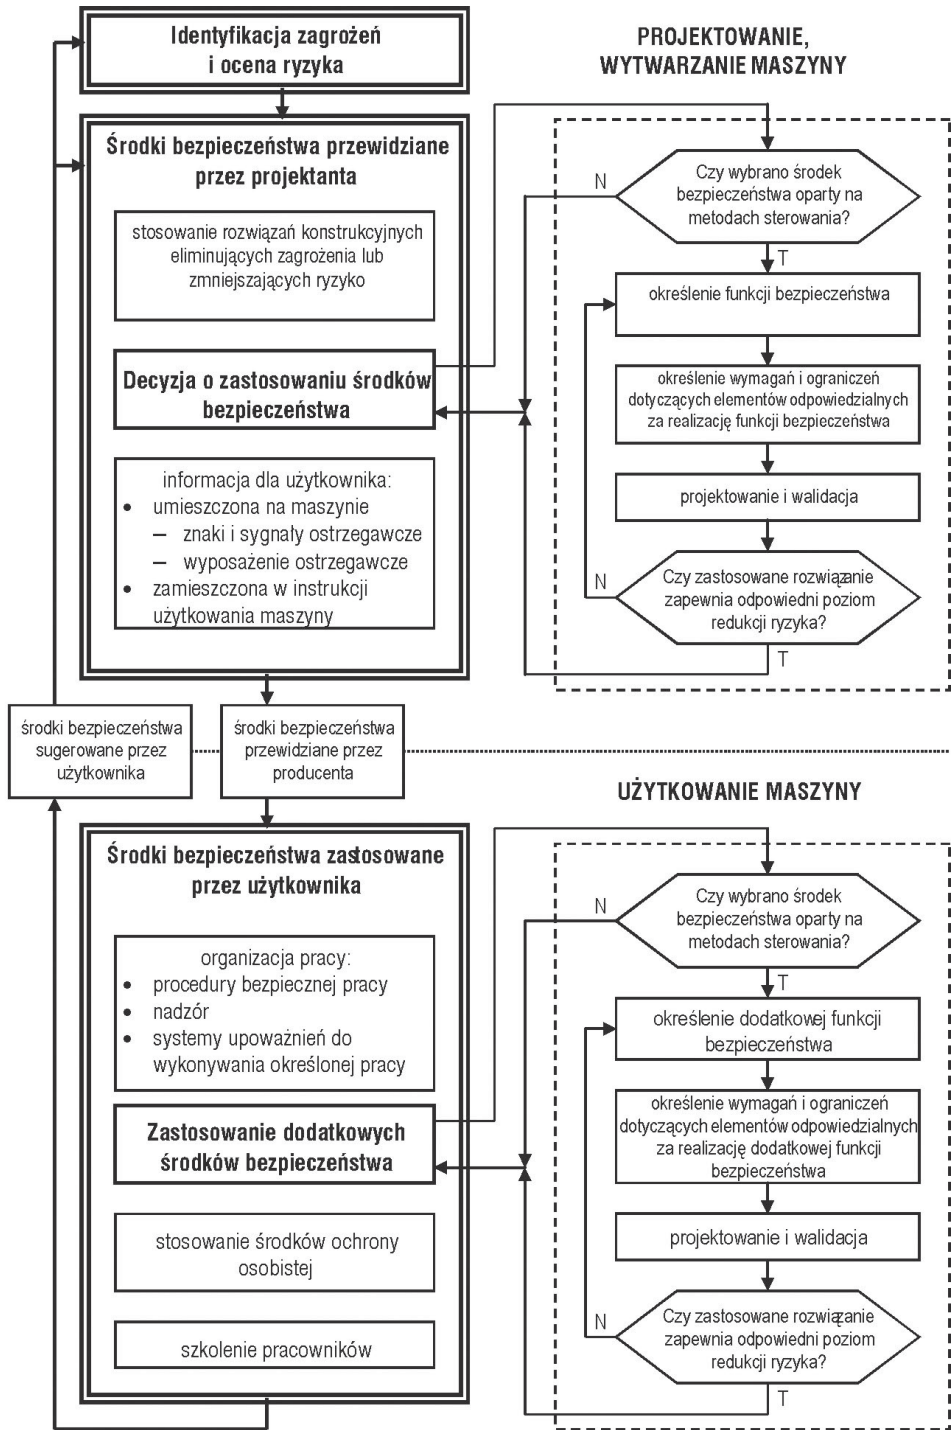 Identyfikacja zagrożeń
i ocena ryzyka
PROJEKTOWANIE,
WYTWARZANIE MASZYNY
Środki bezpieczeństwa przewidziane
przez projektanta
stosowanie rozwiązań konstrukcyjnych
eliminujących zagrożenia lub
zmniejszających ryzyko
Decyzja o zastosowaniu środków
bezpieczeństwa
informacja dla użytkownika:
• umieszczona na maszynie
– znaki i sygnały ostrzegawcze
– wyposażenie ostrzegawcze
• zamieszczona w instrukcji
użytkowania maszyny
N
Czy wybrano środek
bezpieczeństwa oparty na
metodach sterowania?
T
określenie funkcji bezpieczeństwa
określenie wymagań i ograniczeń
dotyczących elementów odpowiedzialnych
za realizację funkcji bezpieczeństwa
projektowanie i walidacja
N
Czy zastosowane rozwiązanie
zapewnia odpowiedni poziom
redukcji ryzyka?
T
środki bezpieczeństwa
sugerowane przez
użytkownika
środki bezpieczeństwa
przewidziane przez
producenta
UŻYTKOWANIE MASZYNY
Środki bezpieczeństwa zastosowane
przez użytkownika
organizacja pracy:
• procedury bezpiecznej pracy
• nadzór
• systemy upoważnień do
wykonywania określonej pracy
Zastosowanie dodatkowych
środków bezpieczeństwa
stosowanie środków ochrony
osobistej
szkolenie pracowników
N
Czy wybrano środek
bezpieczeństwa oparty na
metodach sterowania?
T
określenie dodatkowej funkcji
bezpieczeństwa
określenie wymagań i ograniczeń
dotyczących elementów odpowiedzialnych
za realizację dodatkowej funkcji
bezpieczeństwa
projektowanie i walidacja
N
Czy zastosowane rozwiązanie
zapewnia odpowiedni poziom
redukcji ryzyka?
T